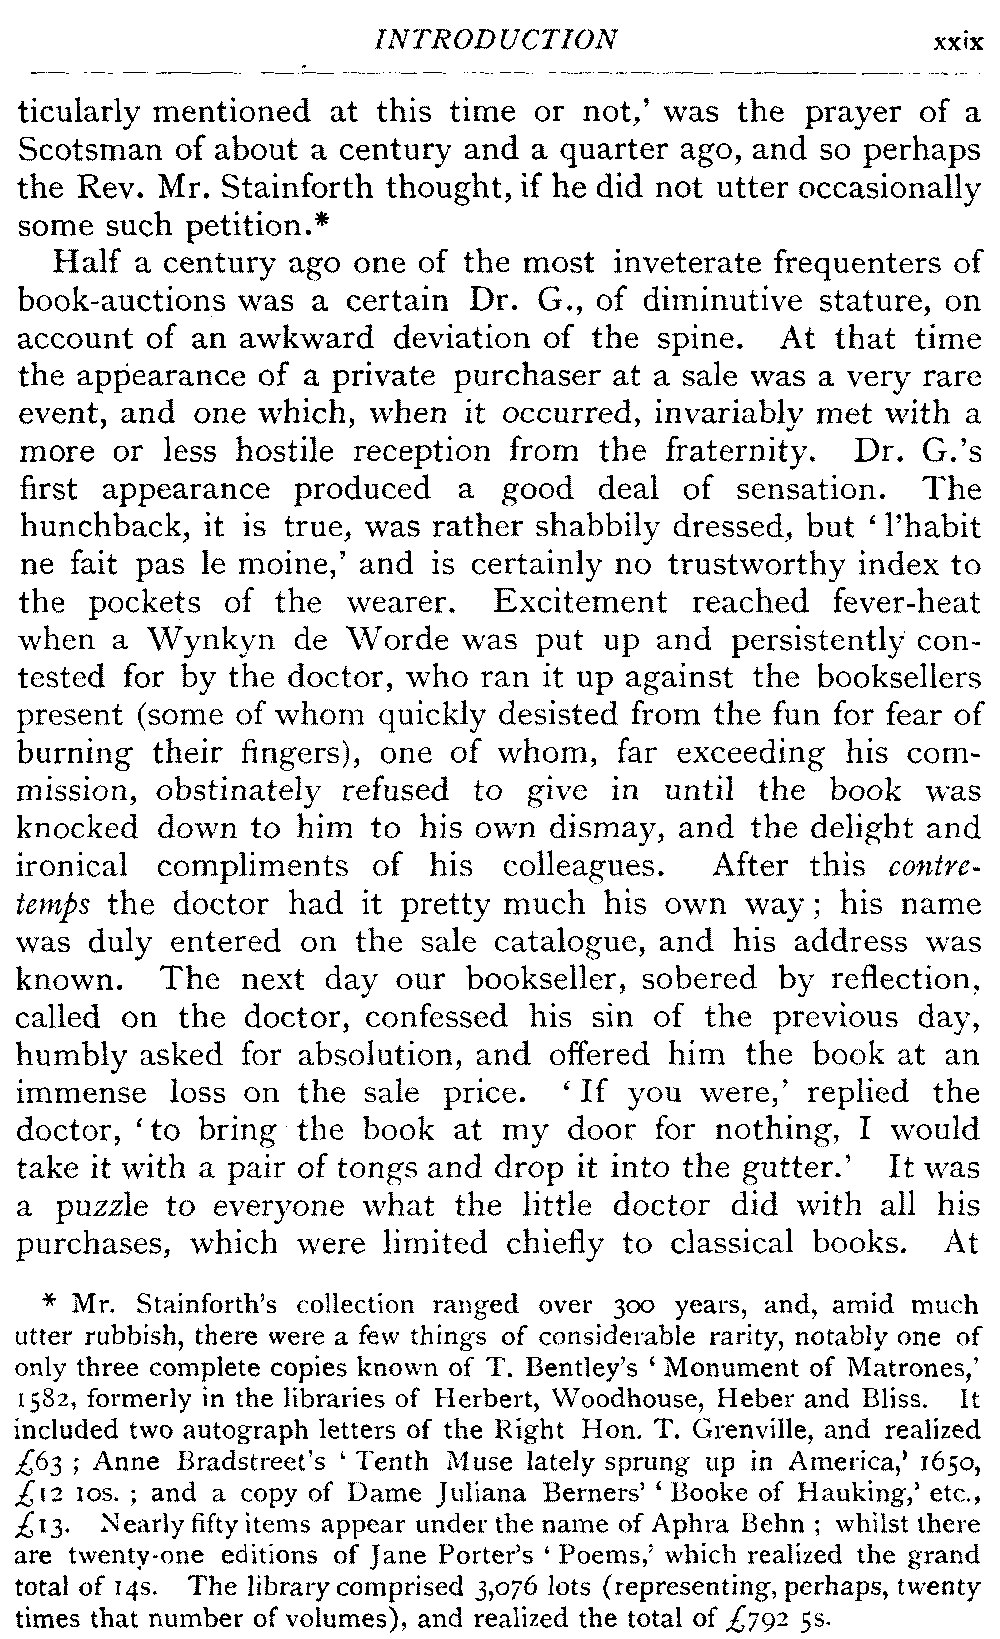 INTRODUCTION xxix
ticularly mentioned at this time or not,’ was the prayer of a
Scotsman of about a century and a quarter ago, and so perhaps
the Rev. Mr. Stainforth thought, if he did not utter occasionally
some such petition.*
Half a century ago one of the most inveterate frequenters of
book-auctions was a certain Dr. G., of diminutive stature, on
account of an awkward deviation of the spine. At that time
the appearance of a private purchaser at a sale was a very rare
event, and one which, when it occurred, invariably met with a
more or less hostile reception from the fraternity. Dr. G.’s
first appearance produced a good deal of sensation. The
hunchback, it is true, was rather shabbily dressed, but ‘l’habit
ne fait pas le moine,’ and is certainly no trustworthy index to
the pockets of the wearer. Excitement reached fever-heat
when a Wynkyn de Worde was put up and persistently con-
tested for by the doctor, who ran it up against the booksellers
present (some of whom quickly desisted from the fun for fear of
burning their fingers), one of whom, far exceeding his com-
mission, obstinately refused to give in until the book was
knocked down to him to his own dismay, and the delight and
ironical compliments of his colleagues. After this contre-
temps the doctor had it pretty much his own way; his name
was duly entered on the sale catalogue, and his address was
known. The next day our bookseller, sobered by reflection,
called on the doctor, confessed his sin of the previous day,
humbly asked for absolution, and offered him the book at an
immense loss on the sale price. ‘If you were,’ replied the
doctor, ‘to bring the book at my door for nothing, I would
take it with a pair of tongs and drop it into the gutter.’ It was
a puzzle to everyone what the little doctor did with all his
purchases, which were limited chiefly to classical books. At
* Mr. Stainforth’s collection ranged over 300 years, and, amid much
utter rubbish, there were a few things of considerable rarity, notably one of
only three complete copies known of T. Bentley’s ‘Monument of Matrones,’
1582, formerly in the libraries of Herbert, Woodhouse, Heber and Bliss. It
included two autograph letters of the Right Hon. T. Grenville, and realized
£63; Anne Bradstreet’s ‘Tenth Muse lately sprung up in America,’ 1650,
£12 10s.; and a copy of Dame Juliana Berners’ ‘Booke of Hauking,’ etc.,
£13. Nearly fifty items appear under the name of Aphra Behn; whilst there
are twenty-one editions of Jane Porter’s ‘Poems,’ which realized the grand
total of 14s. The library comprised 3,076 lots (representing, perhaps, twenty
times that number of volumes), and realized the total of £792 5s.